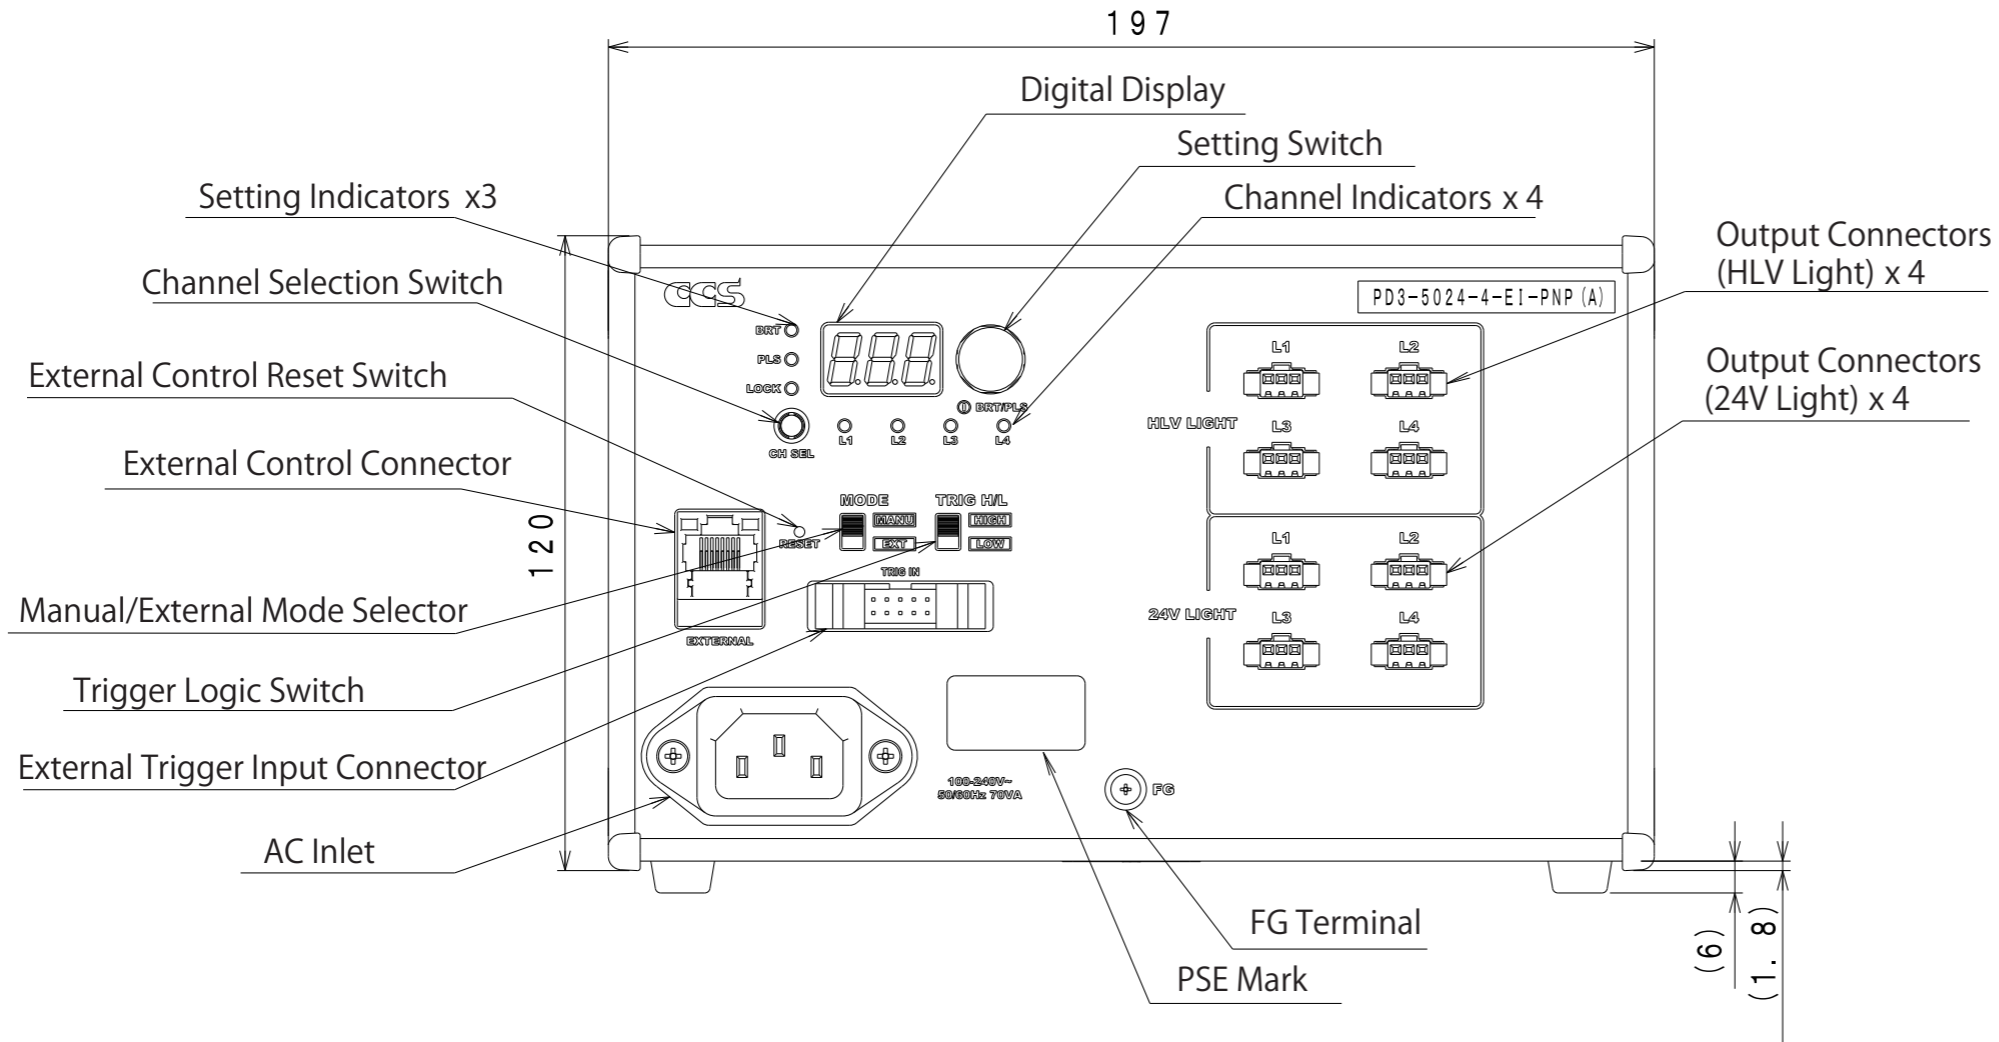 197
Digital Display
Setting Switch
Setting Indicators x3
Channel Indicators x 4
Output Connectors
(HLV Light) x 4
Channel Selection Switch
CCS
PD3-5024-4-EI-PNP(A)
BRT
L1 L2
PLS
Output Connectors
(24V Light) x 4
External Control Reset Switch
LOCK
BRT/PLS
HLV LIGHT
L3 L4
L1 L2 L3 L4
CH SEL
External Control Connector
MODE TRIG H/L
MANU HIGH
120
RESET
EXT LOW
L1 L2
TRIG IN
Manual/External Mode Selector
24V LIGHT
L3 L4
EXTERNAL
Trigger Logic Switch
External Trigger Input Connector
100-240V~
50/60Hz 70VA
FG
AC Inlet
FG Terminal
(6)
(1.8)
PSE Mark